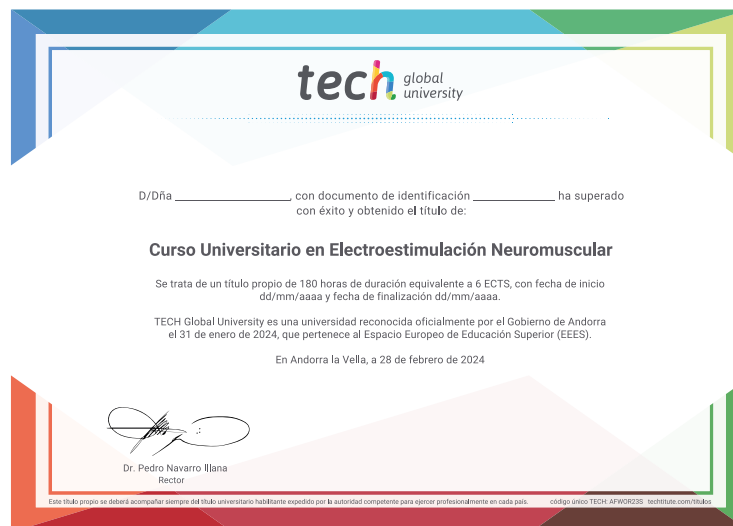 tech global university
D/Dña ____________, con documento de identificación ____________ ha superado
con éxito y obtenido el título de:
Curso Universitario en Electroestimulación Neuromuscular
Se trata de un título propio de 180 horas de duración equivalente a 6 ECTS, con fecha de inicio
dd/mm/aaaa y fecha de finalización dd/mm/aaaa.
TECH Global University es una universidad reconocida oficialmente por el Gobierno de Andorra
el 31 de enero de 2024, que pertenece al Espacio Europeo de Educación Superior (EEES).
En Andorra la Vella, a 28 de febrero de 2024
Dr. Pedro Navarro Illana
Rector
Este título propio se deberá acompañar siempre del título universitario habilitante expedido por la autoridad competente para ejercer profesionalmente en cada país. código único TECH: AFWOR23S techtitute.com/titulos